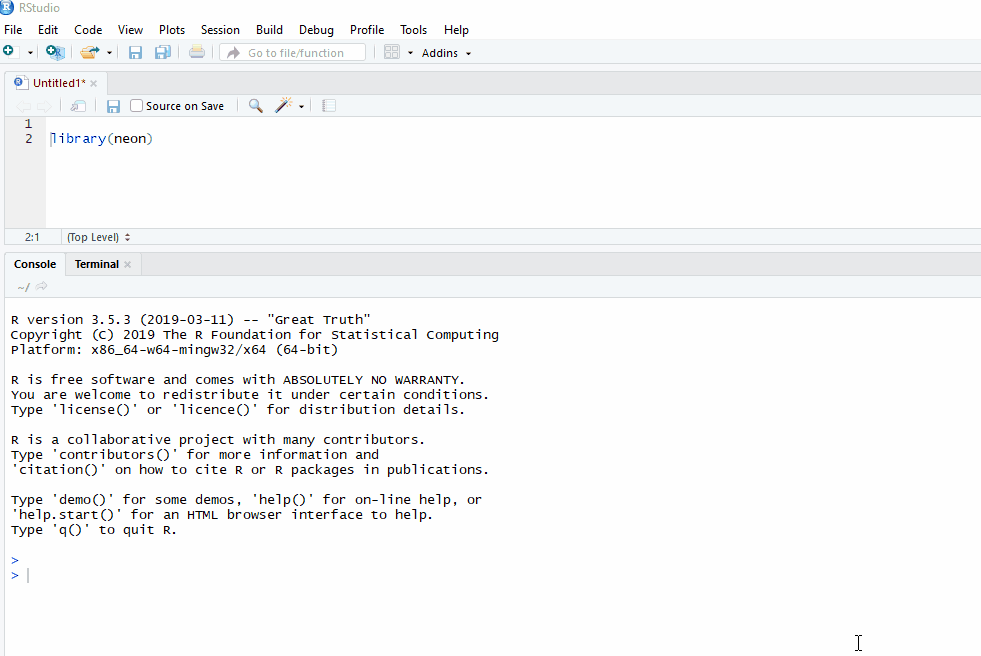 RStudio
File Edit Code View Plots Session Build Debug Profile Tools Help
Go to file/function Addins
Untitled1*
Source on Save
1
2 library(neon)
2:1 (Top Level)
Console Terminal
~/
R version 3.5.3 (2019-03-11) -- "Great Truth"
Copyright (C) 2019 The R Foundation for Statistical Computing
Platform: x86_64-w64-mingw32/x64 (64-bit)
R is free software and comes with ABSOLUTELY NO WARRANTY.
You are welcome to redistribute it under certain conditions.
Type 'license()' or 'licence()' for distribution details.
R is a collaborative project with many contributors.
Type 'contributors()' for more information and
'citation()' on how to cite R or R packages in publications.
Type 'demo()' for some demos, 'help()' for on-line help, or
'help.start()' for an HTML browser interface to help.
Type 'q()' to quit R.
>
>